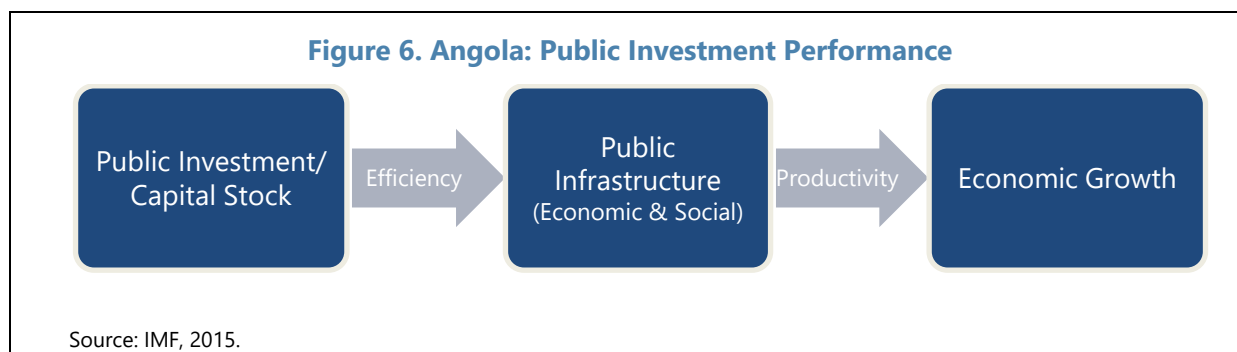 Figure 6. Angola: Public Investment Performance
Public Investment/
Capital Stock
Efficiency
Public
Infrastructure
(Economic & Social)
Productivity
Economic Growth
Source: IMF, 2015.